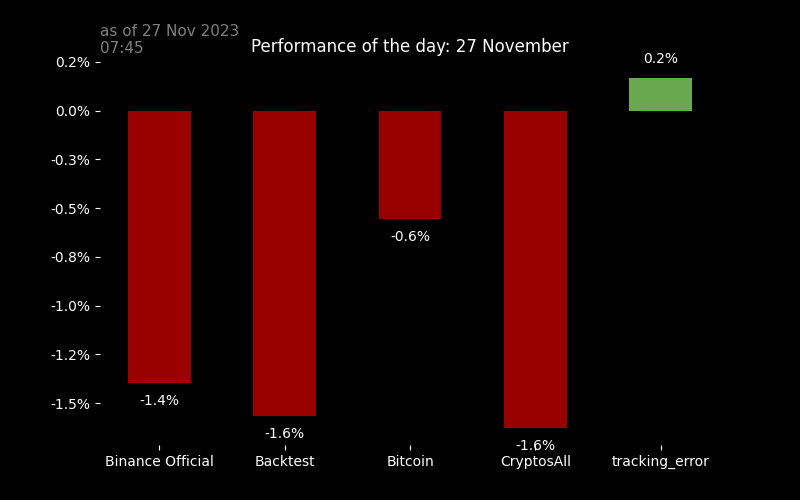 as of 27 Nov 2023
07:45
Performance of the day: 27 November
0.2%
0.2%
0.0%
-0.3%
-0.5%
-0.6%
-0.8%
-1.0%
-1.2%
-1.4%
-1.5%
-1.6%
-1.6%
Binance Official
Backtest
Bitcoin
CryptosAll
tracking_error